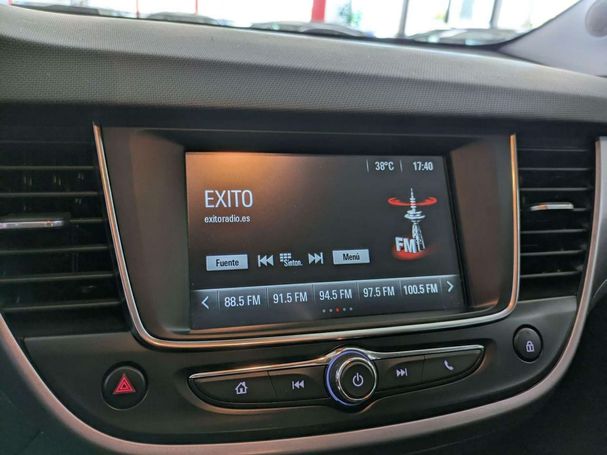 38°C 17:40
EXITO
exitoradio.es
FM
Fuente Sinton. Menú
88.5 FM 91.5 FM 94.5 FM 97.5 FM 100.5 FM